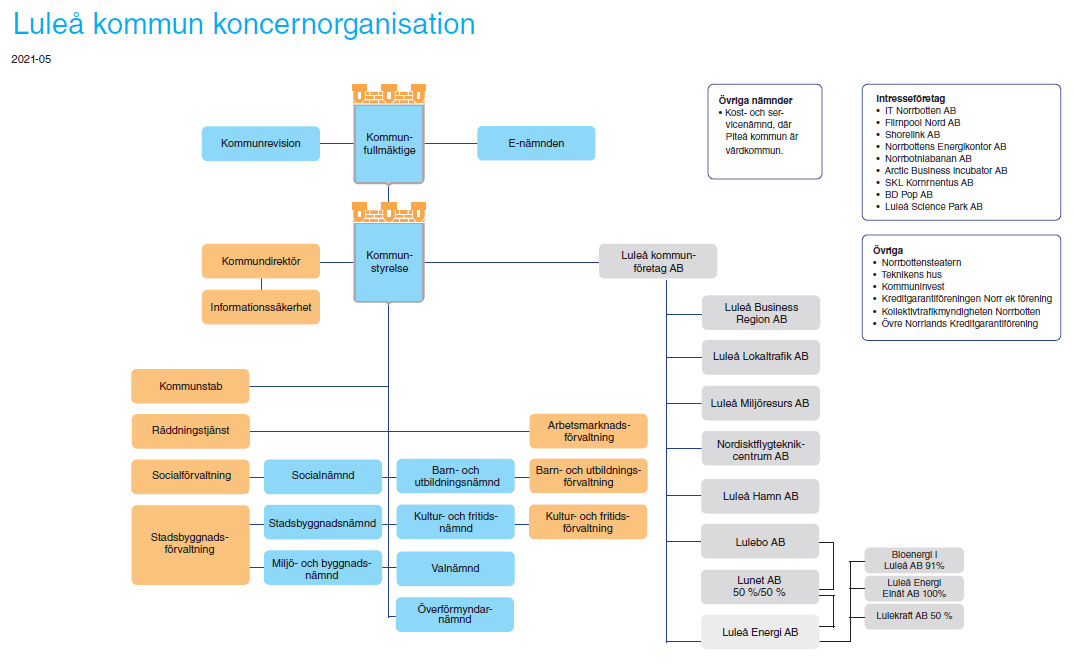 Luleå kommun koncernorganisation
2021-05
Kommunrevision
Kommun-
fullmäktige
E-nämnden
Övriga nämnder
• Kost- och ser-
vicenämnd, där
Piteå kommun är
värdkommun.
Intresseföretag
• IT Norrbotten AB
• Filrnpool Nord AB
• Shorelink AB
• Norrbottens Energikontor AB
• Norrbotniabanan AB
• Arctic Business Incubator AB
• SKL Kornrnentus AB
• BD Pop AB
• Luleå Science Park AB
Kommundirektör
Informationssäkerhet
Kommun-
styrelse
Luleå kommun-
företag AB
Övriga
• Norrbottensteatern
• Teknikens hus
• Kommuninvest
• Kreditgarantiföreningen Norr ek förening
• Kollektivtrafikmyndigheten Norrbotten
• Övre Norrlands Kreditgarantiförening
Luleå Business
Region AB
Luleå Lokaltrafik AB
Luleå Miljöresurs AB
Nordisktflygteknik-
centrum AB
Luleå Hamn AB
Lulebo AB
Lunet AB
50 %/50 %
Luleå Energi AB
Bioenergi i
Luleå AB 91%
Luleå Energi
Elnät AB 100%
Lulekraft AB 50 %
Kommunstab
Räddningstjänst
Arbetsmarknads-
förvaltning
Socialförvaltning
Socialnämnd
Barn- och
utbildningsnämnd
Barn- och utbildnings-
förvaltning
Stadsbyggnads-
förvaltning
Stadsbyggnadsnämnd
Kultur- och fritids-
nämnd
Kultur- och fritids-
förvaltning
Miljö- och byggnads-
nämnd
Valnämnd
Överförmyndar-
nämnd